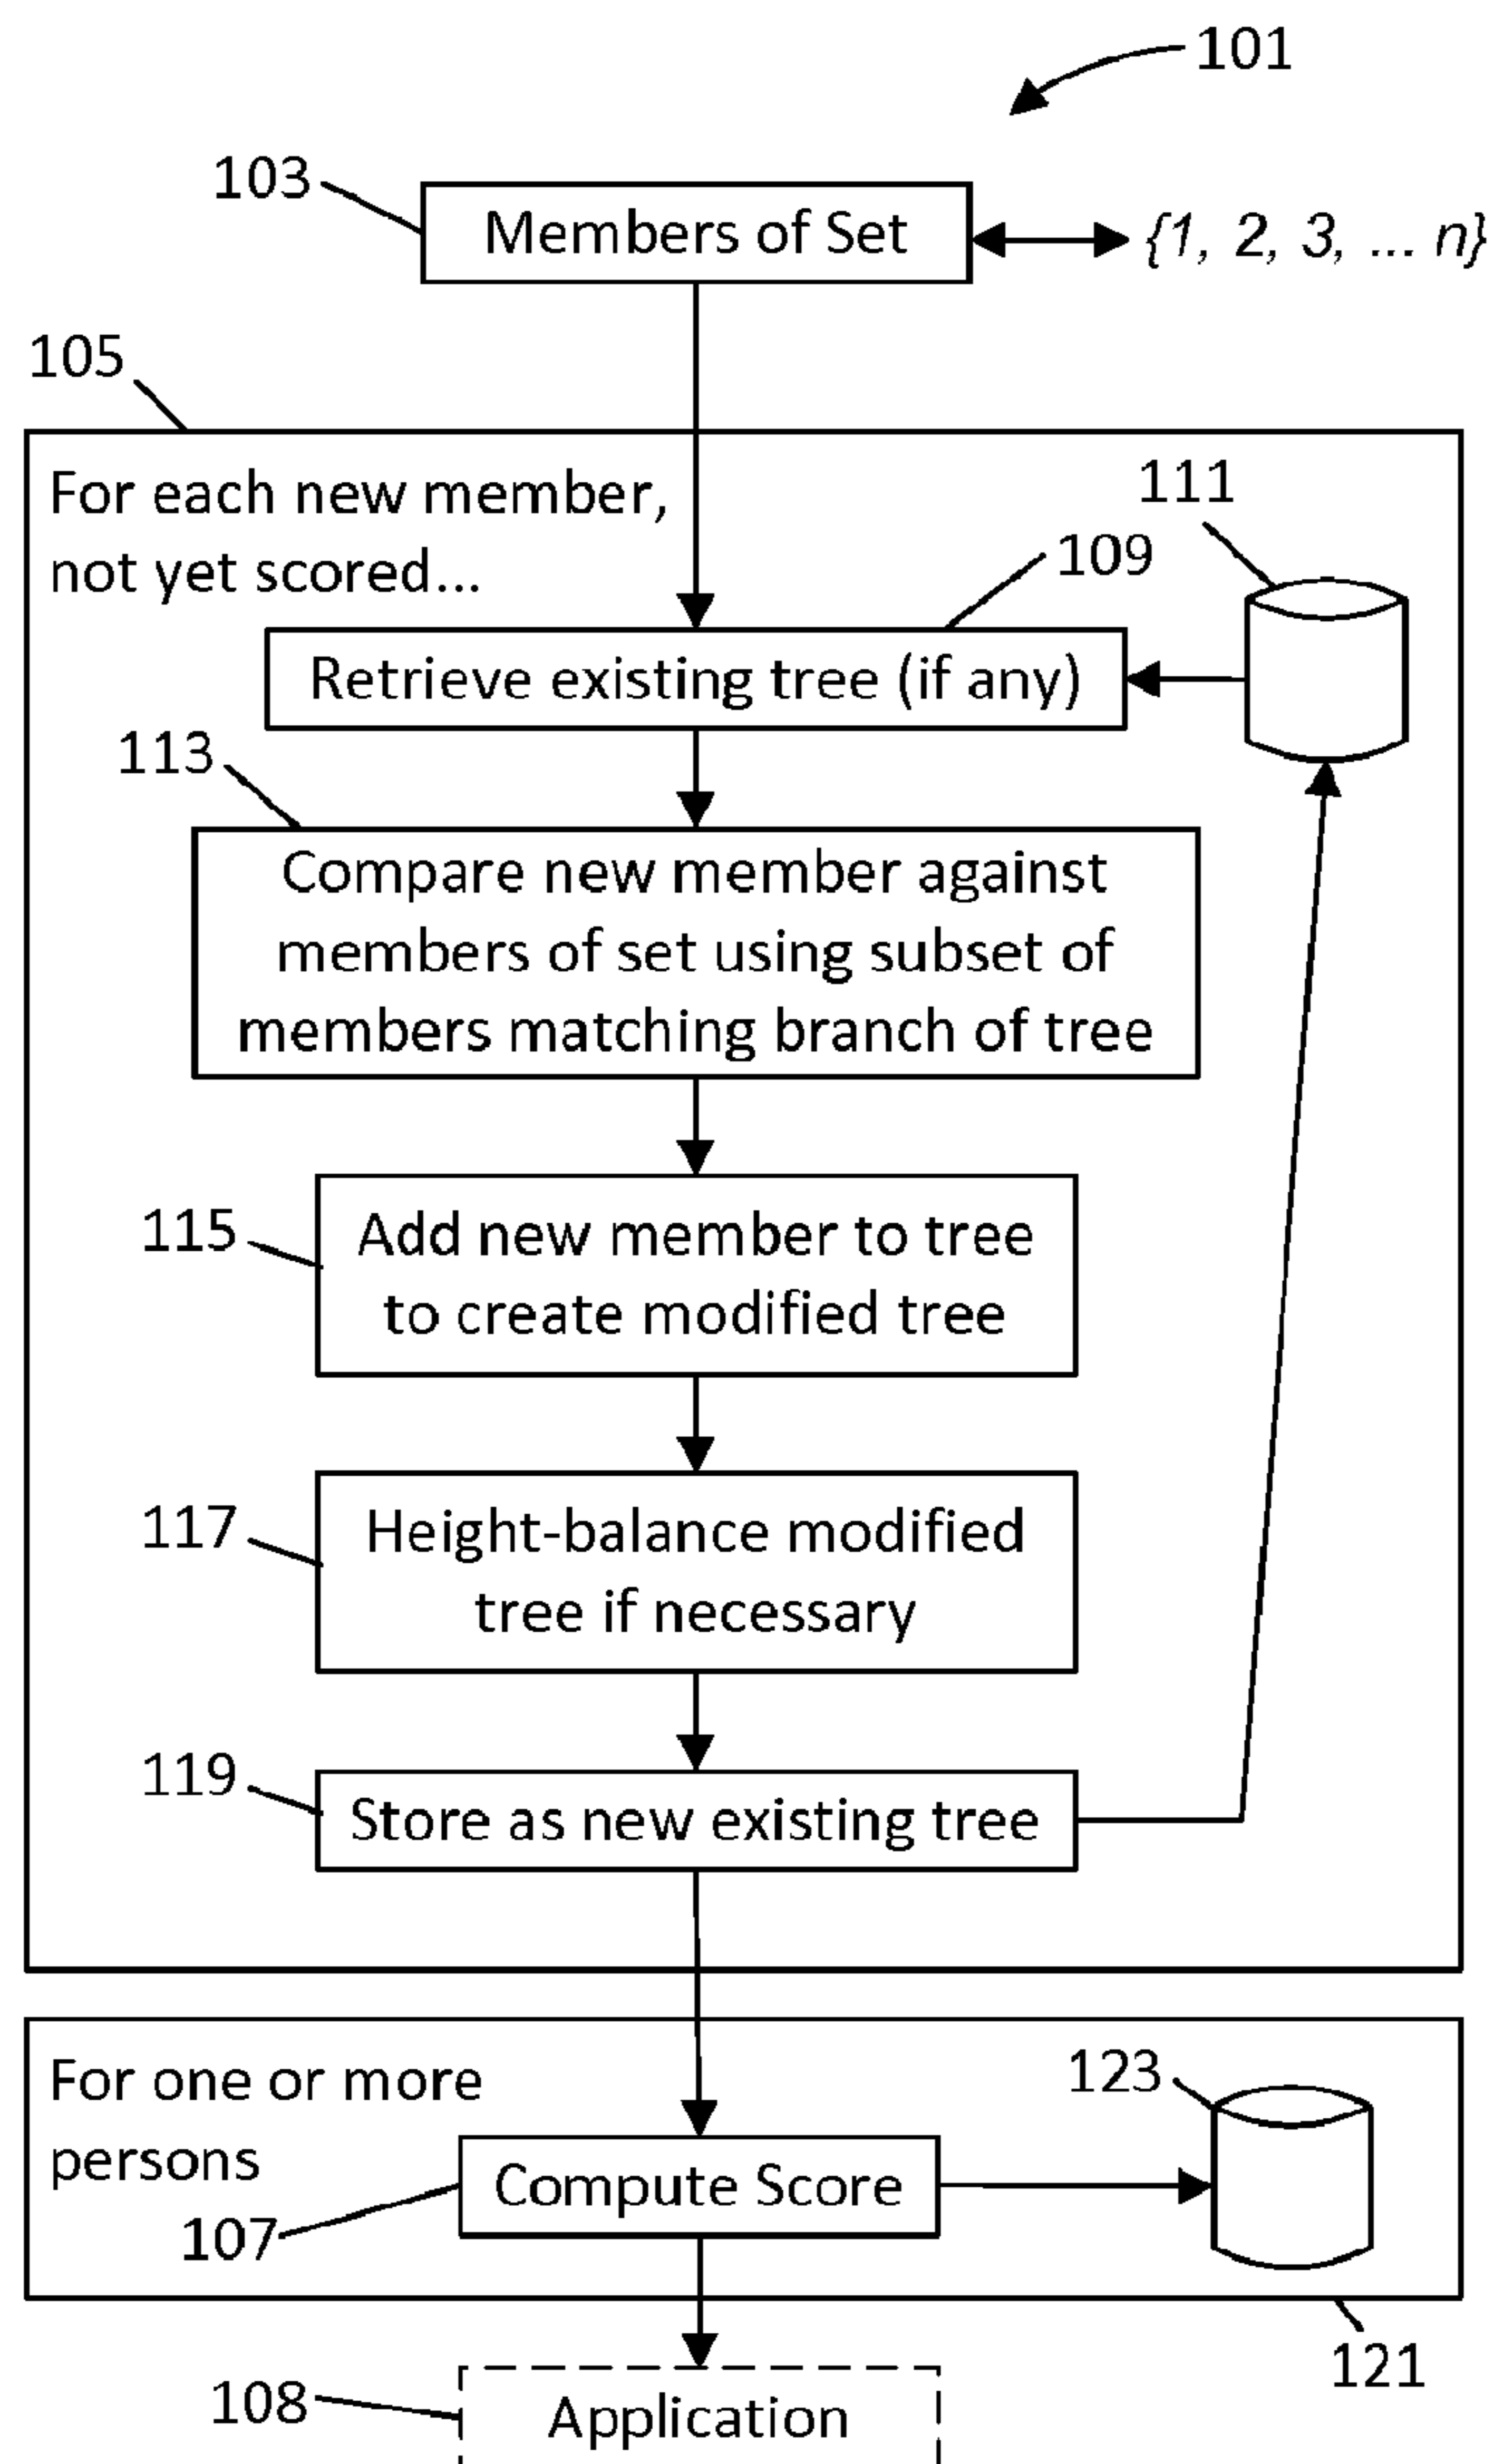 101
103
Members of Set
{1, 2, 3, ... n}
105
For each new member,
not yet scored...
111
109
Retrieve existing tree (if any)
113
Compare new member against
members of set using subset of
members matching branch of tree
115
Add new member to tree
to create modified tree
117
Height-balance modified
tree if necessary
119
Store as new existing tree
For one or more
persons
123
Compute Score
107
121
108
Application